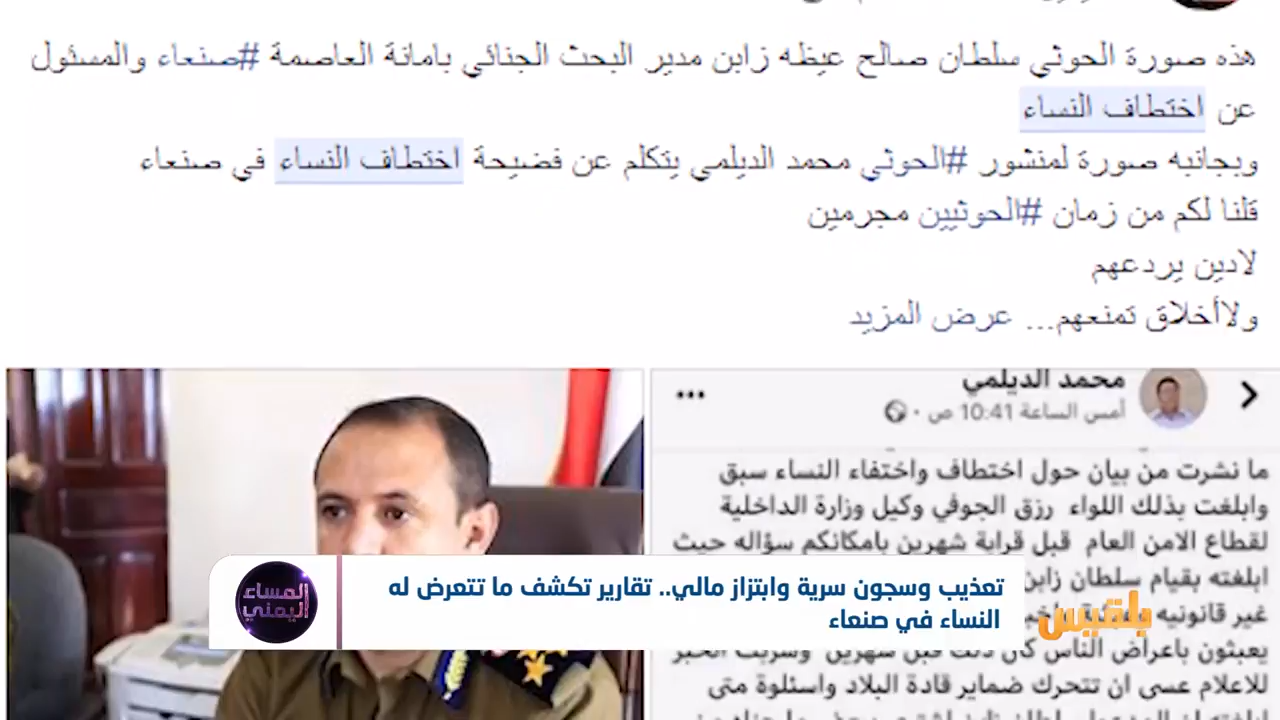 هذه صورة الحوثي سلطان صالح عيظه زابن مدير البحث الجنائي بامانة العاصمة #صنعاء والمسئول
عن اختطاف النساء
وبجانبه صورة لمنشور #الحوثي محمد الديلمي يتكلم عن فضيحة اختطاف النساء في صنعاء
قلنا لكم من زمان #الحوثيين مجرمين
لادين يردعهم
ولاأخلاق تمنعهم... عرض المزيد
محمد الديلمي
أمس الساعة 10:41 ص
ما نشرت من بيان حول اختطاف واختفاء النساء سبق
وابلغت بذلك اللواء رزق الجوفي وكيل وزارة الداخلية
لقطاع الامن العام قبل قرابة شهرين بامكانكم سؤاله حيث
ابلغته بقيام سلطان زابن
غير قانونيه
يعبثون باعراض الناس كان ذلك قبل شهرين وسربت الخبر
للاعلام عسى ان تتحرك ضماير قادة البلاد واسئلوة متى
المساء
اليمني
تعذيب وسجون سرية وابتزاز مالي.. تقارير تكشف ما تتعرض له
النساء في صنعاء
بلقيس